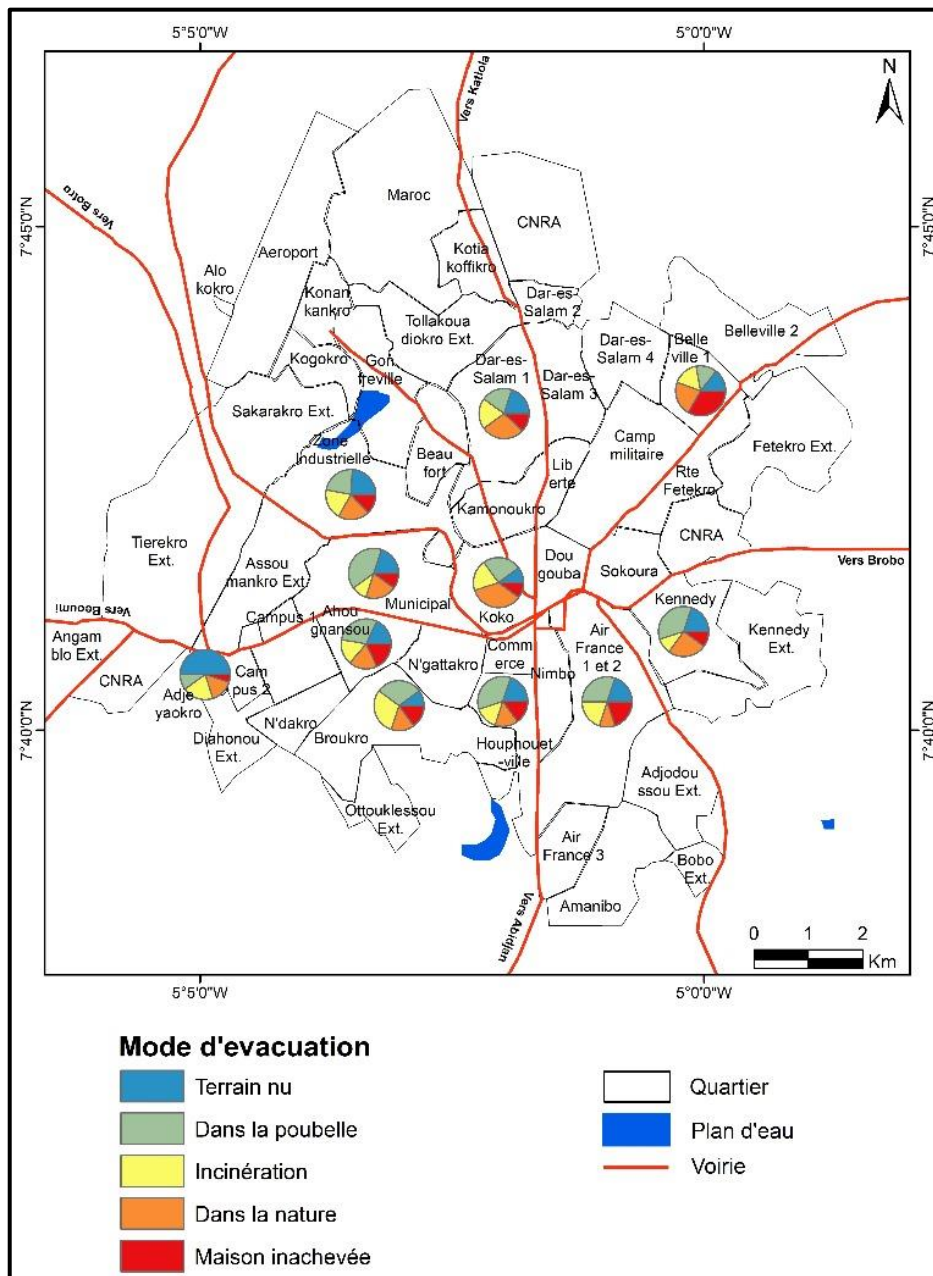 5°5'0"W
5°0'0"W
N
Vers Katiola
Vers Botro
7°45'0"N
7°45'0"N
Maroc
CNRA
Aeroport
Kotia
koffikro
Alo
kokro
Konan
kankro
Dar-es-
Salam 2
Tollakoua
diokro Ext.
Belleville 2
Dar-es-
Salam 4
Belle
ville 1
Kogokro
Gon
freville
Dar-es-
Salam 1
Dar-es-
Salam 3
Sakarakro Ext.
Zone
Industrielle
Beau
fort
Camp
militaire
Fetekro Ext.
Lib
erte
Rte
Fetekro
Kamonoukro
Tierekro
Ext.
CNRA
Dou
gouba
Assou
mankro Ext.
Sokoura
Vers Brobo
Vers Beoumi
Municipal
Koko
Kennedy
Campus 1
Ahou
gnansou
Angam
blo Ext.
Air
France
1 et 2
Kennedy
Ext.
Comm
erce
N'gattakro
Nimbo
CNRA
Cam
pus 2
Adje
yaokro
N'dakro
Broukro
Diahonou
Ext.
Houphouet
-ville
7°40'0"N
7°40'0"N
Adjodou
ssou Ext.
Ottouklessou
Ext.
Air
France 3
Bobo
Ext.
Amanibo
Vers Abidjan
0 1 2
Km
5°5'0"W
5°0'0"W
Mode d'evacuation
Terrain nu
Dans la poubelle
Incinération
Dans la nature
Maison inachevée
Quartier
Plan d'eau
Voirie